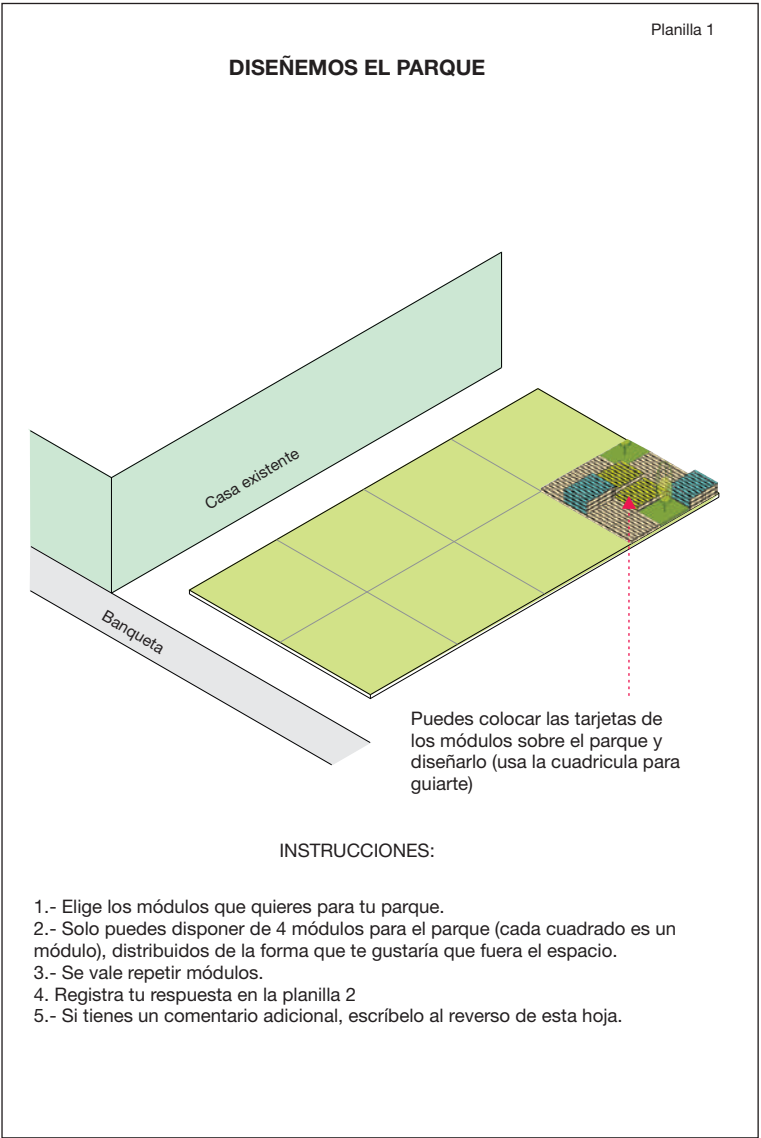 Planilla 1
DISEÑEMOS EL PARQUE
Casa existente
Banqueta
Puedes colocar las tarjetas de
los módulos sobre el parque y
diseñarlo (usa la cuadricula para
guiarte)
INSTRUCCIONES:
1.- Elige los módulos que quieres para tu parque.
2.- Solo puedes disponer de 4 módulos para el parque (cada cuadrado es un
módulo), distribuidos de la forma que te gustaría que fuera el espacio.
3.- Se vale repetir módulos.
4. Registra tu respuesta en la planilla 2
5.- Si tienes un comentario adicional, escríbelo al reverso de esta hoja.